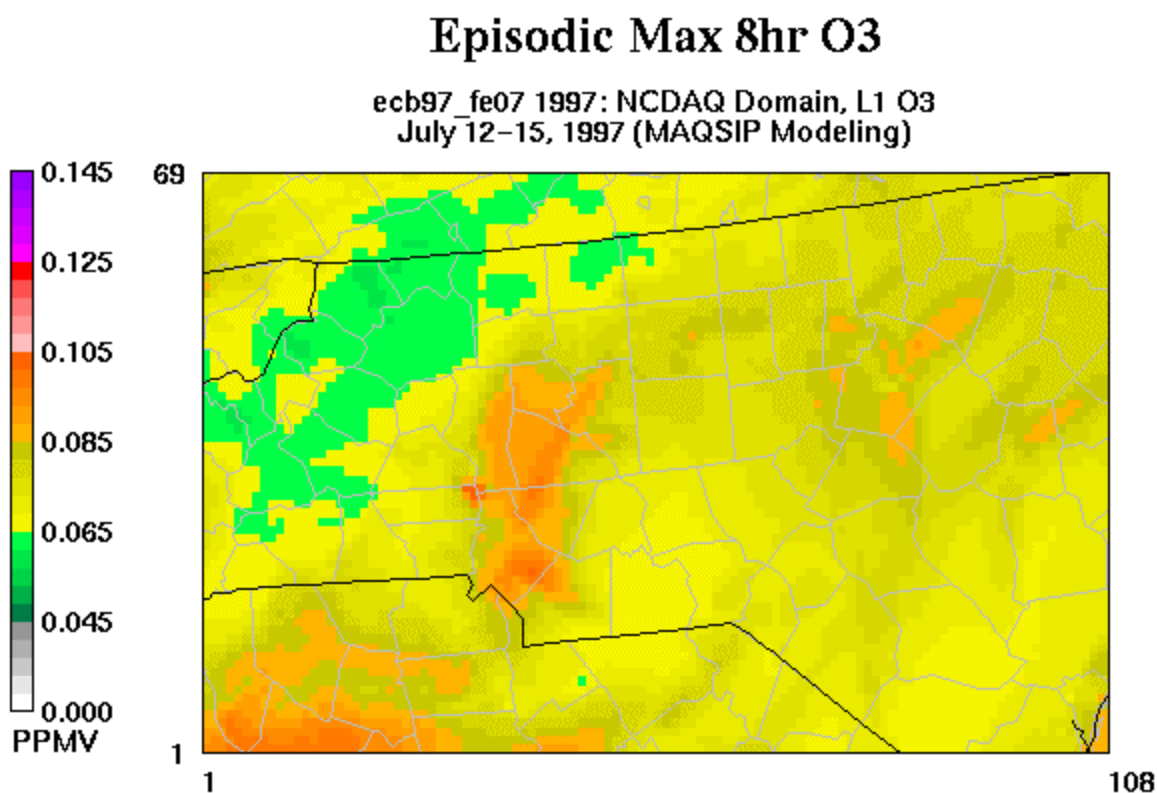 Episodic Max 8hr O3
ecb97_fe07 1997: NCDAQ Domain, L1 O3
July 12-15, 1997 (MAQSIP Modeling)
0.145
0.125
0.105
0.085
0.065
0.045
0.000
PPMV
69
1
1
108